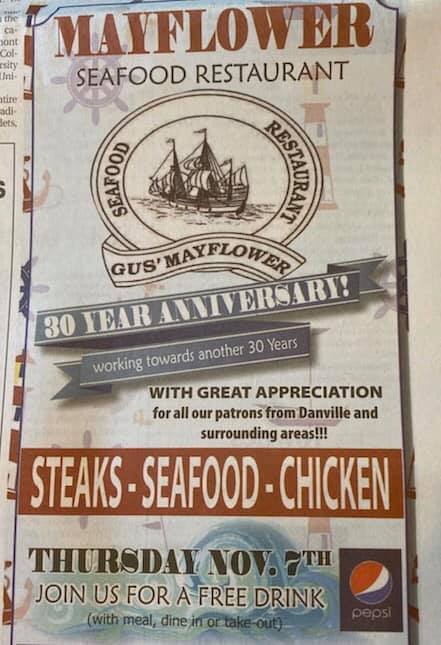 MAYFLOWER
SEAFOOD RESTAURANT
SEAFOOD RESTAURANT
GUS' MAYFLOWER
30 YEAR ANNIVERSARY!
working towards another 30 Years
WITH GREAT APPRECIATION
for all our patrons from Danville and
surrounding areas!!!
STEAKS - SEAFOOD - CHICKEN
THURSDAY NOV. 7TH
JOIN US FOR A FREE DRINK
(with meal, dine in or take-out)
pepsi